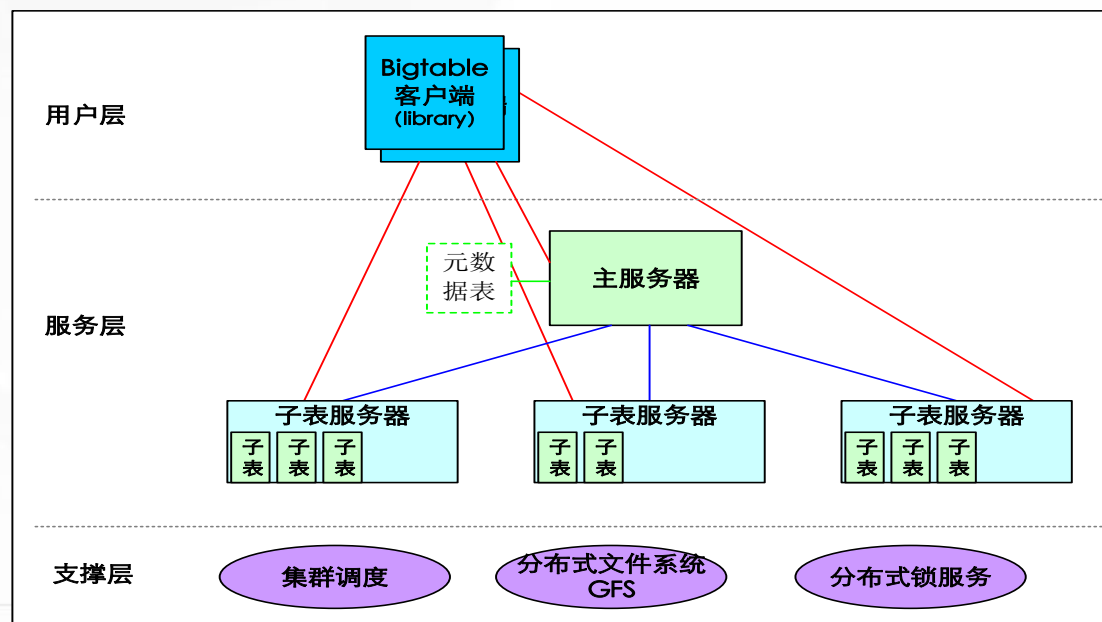 用户层
Bigtable
客户端
(library)
服务层
元数
据表
主服务器
子表服务器
子
表
子
表
子
表
子表服务器
子
表
子
表
子表服务器
子
表
子
表
子
表
支撑层
集群调度
分布式文件系统
GFS
分布式锁服务